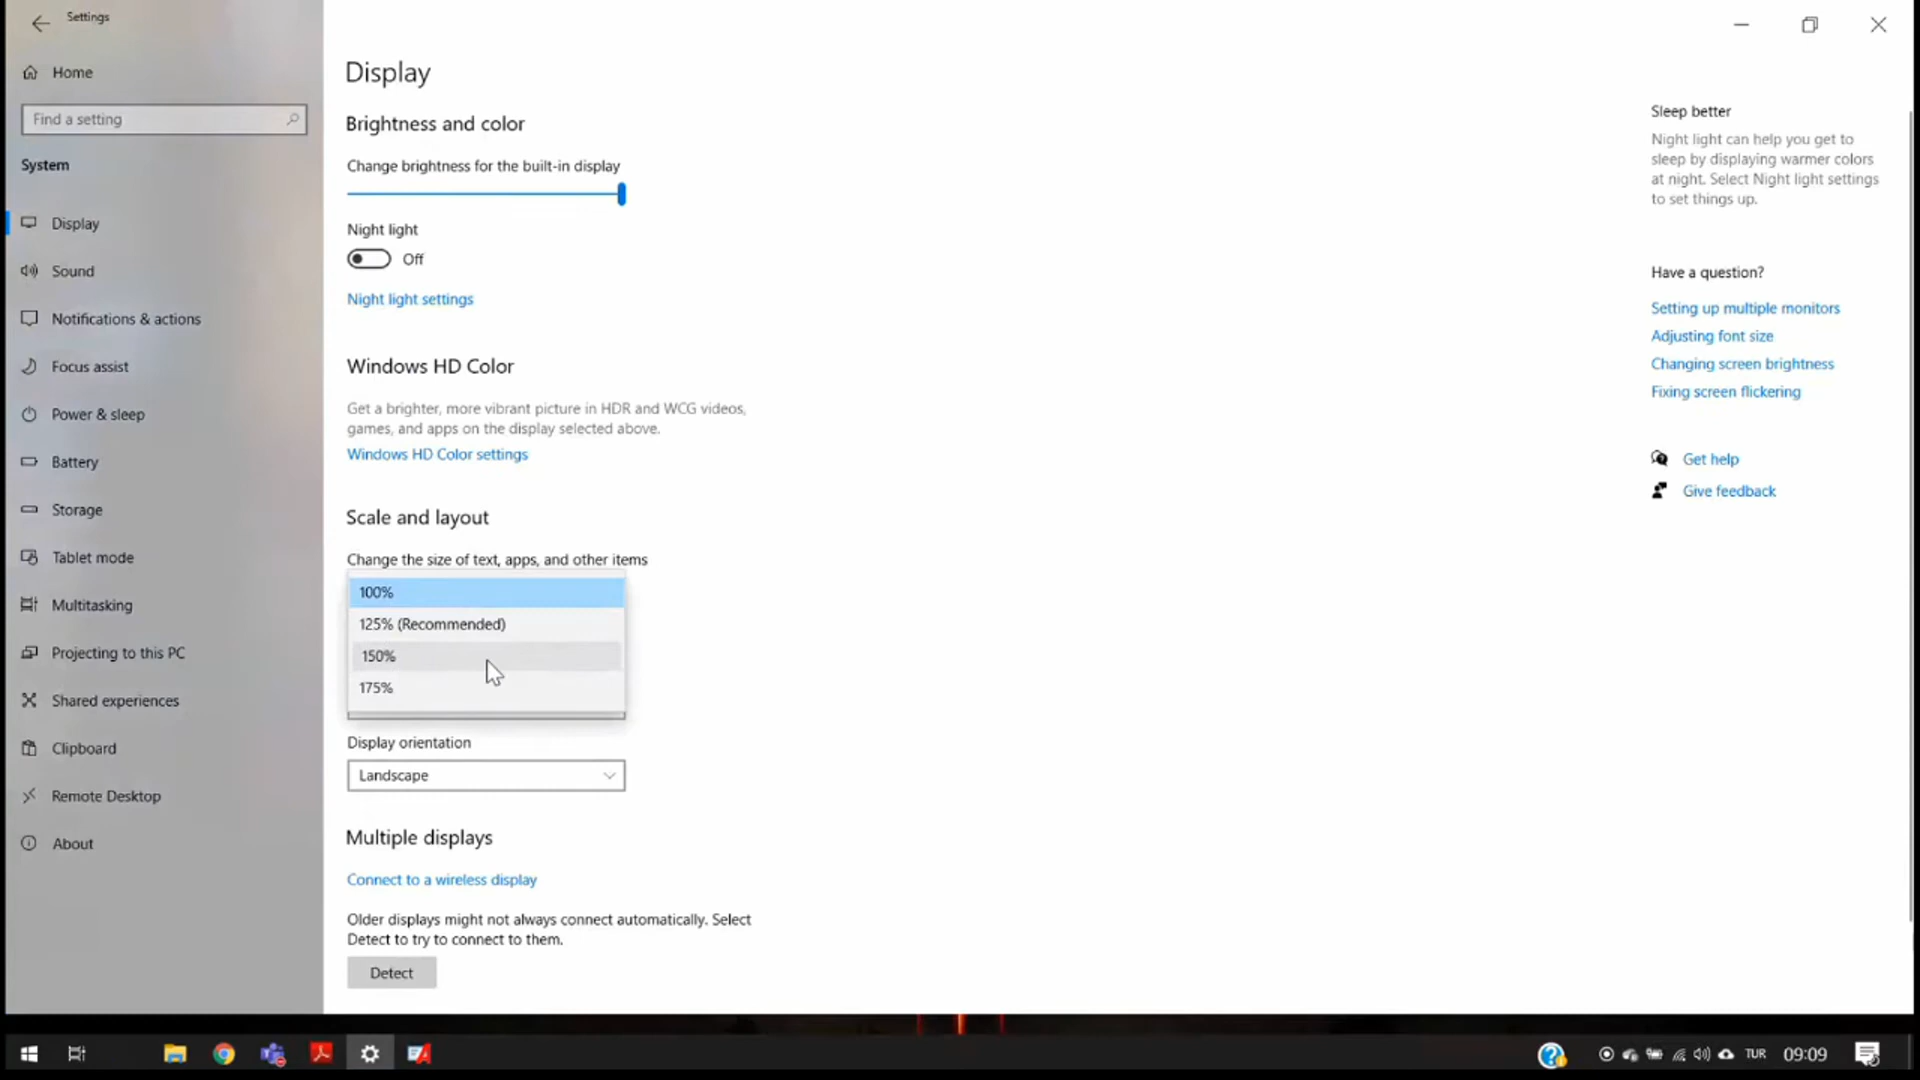 Settings
Home
Find a setting
System
Display
Sound
Notifications & actions
Focus assist
Power & sleep
Battery
Storage
Tablet mode
Multitasking
Projecting to this PC
Shared experiences
Clipboard
Remote Desktop
About
Display
Brightness and color
Change brightness for the built-in display
Night light
Off
Night light settings
Windows HD Color
Get a brighter, more vibrant picture in HDR and WCG videos,
games, and apps on the display selected above.
Windows HD Color settings
Scale and layout
Change the size of text, apps, and other items
100%
125% (Recommended)
150%
175%
Display orientation
Landscape
Multiple displays
Connect to a wireless display
Older displays might not always connect automatically. Select
Detect to try to connect to them.
Detect
Sleep better
Night light can help you get to
sleep by displaying warmer colors
at night. Select Night light settings
to set things up.
Have a question?
Setting up multiple monitors
Adjusting font size
Changing screen brightness
Fixing screen flickering
Get help
Give feedback
TUR
09:09